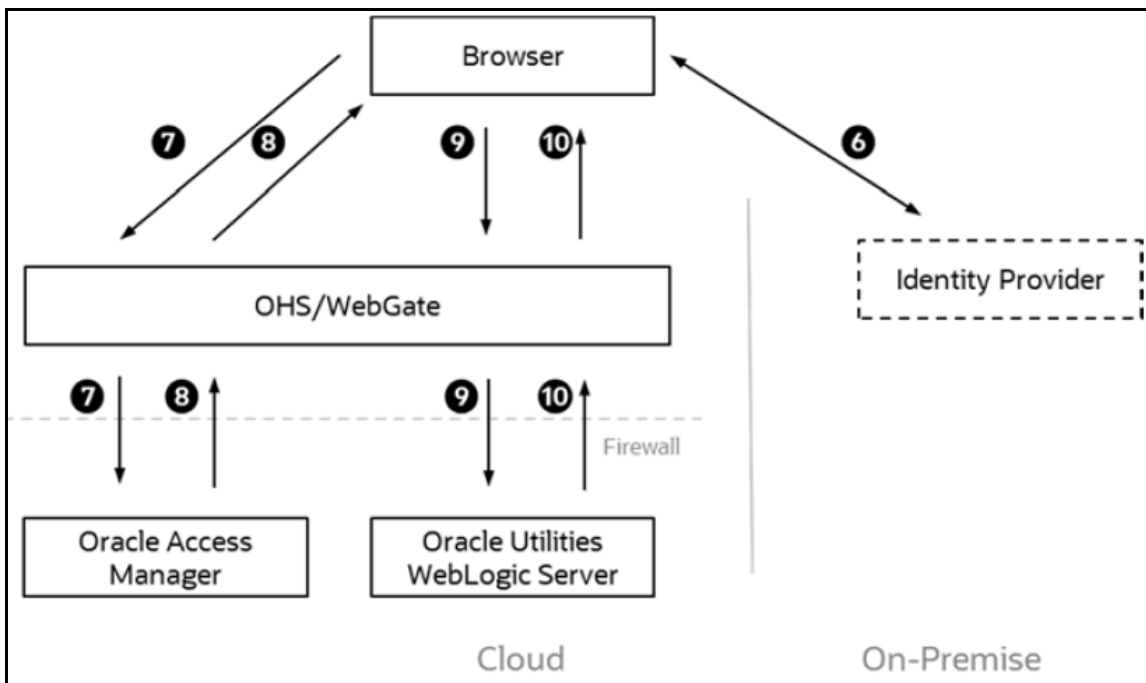 Browser
7
8
9
10
6
OHS/WebGate
Identity Provider
7
8
9
10
Firewall
Oracle Access
Manager
Oracle Utilities
WebLogic Server
Cloud
On-Premise